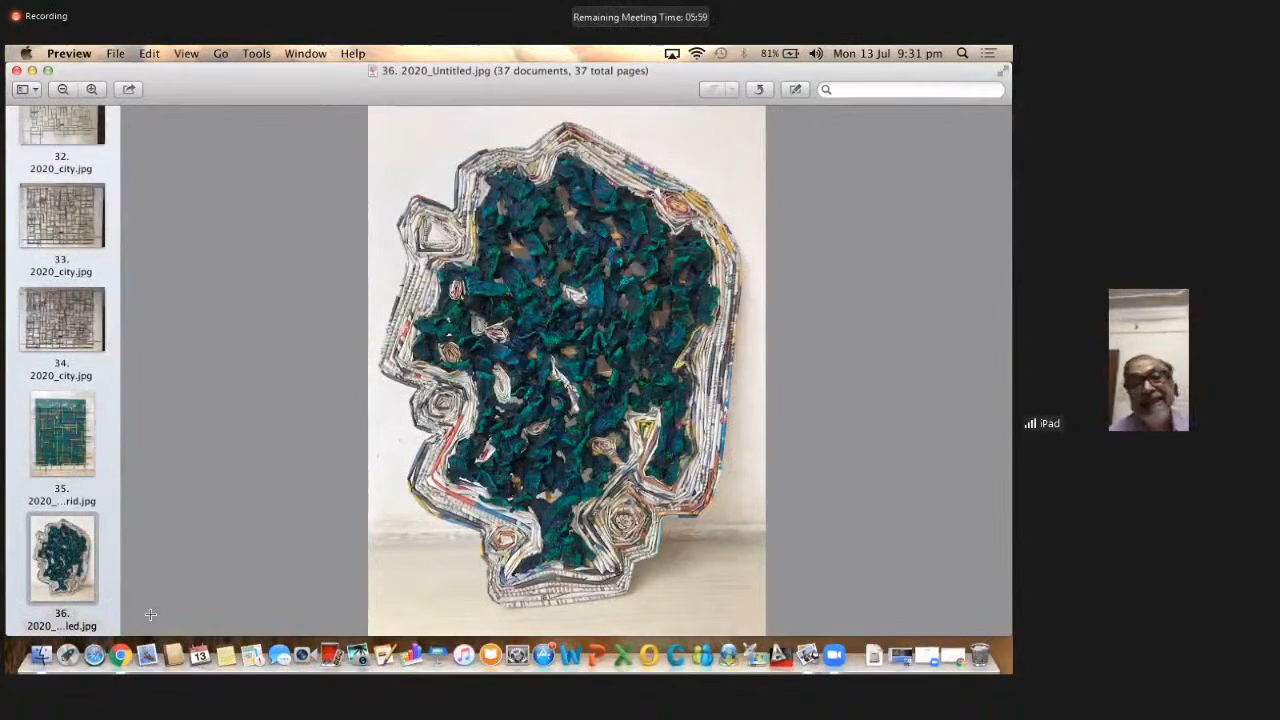 Recording
Remaining Meeting Time: 05:59
Preview File Edit View Go Tools Window Help
81% Mon 13 Jul 9:31 pm
36. 2020_Untitled.jpg (37 documents, 37 total pages)
32.
2020_city.jpg
33.
2020_city.jpg
34.
2020_city.jpg
35.
2020_...rid.jpg
36.
2020_...led.jpg
iPad
13